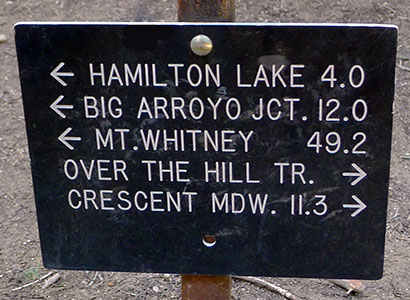 ← HAMILTON LAKE 4.0
← BIG ARROYO JCT. 12.0
← MT. WHITNEY 49.2
OVER THE HILL TR. →
CRESCENT MDW. 11.3 →